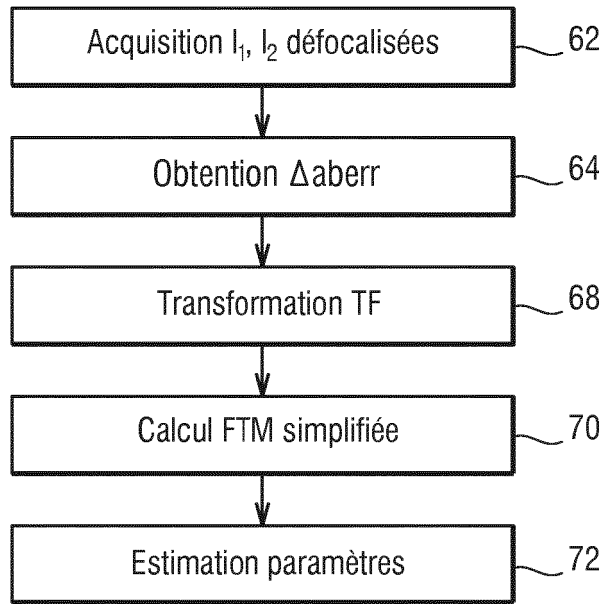 Acquisition I₁, I₂ défocalisées 62
Obtention Δaberr 64
Transformation TF 68
Calcul FTM simplifiée 70
Estimation paramètres 72